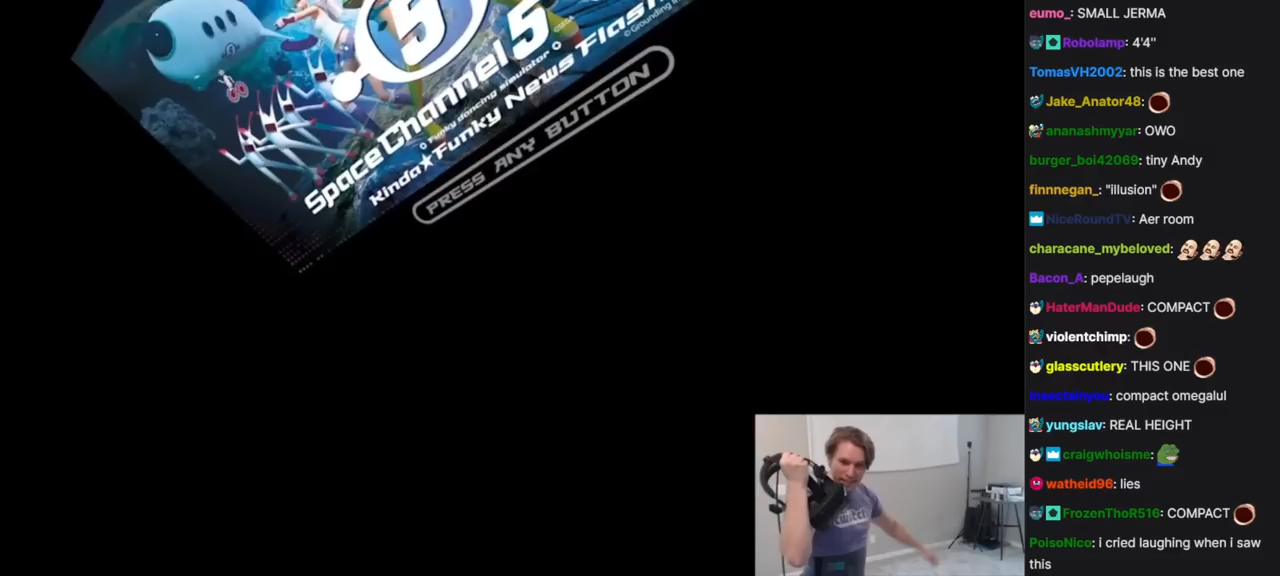 5
Space Channel 5
Funky dancing simulator
Kinda★Funky News Flash
PRESS ANY BUTTON
twitch
eumo_: SMALL JERMA
Robolamp: 4'4"
TomasVH2002: this is the best one
Jake_Anator48:
ananashmyyar: OWO
burger_boi42069: tiny Andy
finnnegan_: "illusion"
NiceRoundTV: Aer room
characane_mybeloved:
Bacon_A: pepelaugh
HaterManDude: COMPACT
violentchimp:
glasscutlery: THIS ONE
insectsinyou: compact omegalul
yungslav: REAL HEIGHT
craigwhoisme:
watheid96: lies
FrozenThoR516: COMPACT
PoisoNico: i cried laughing when i saw
this